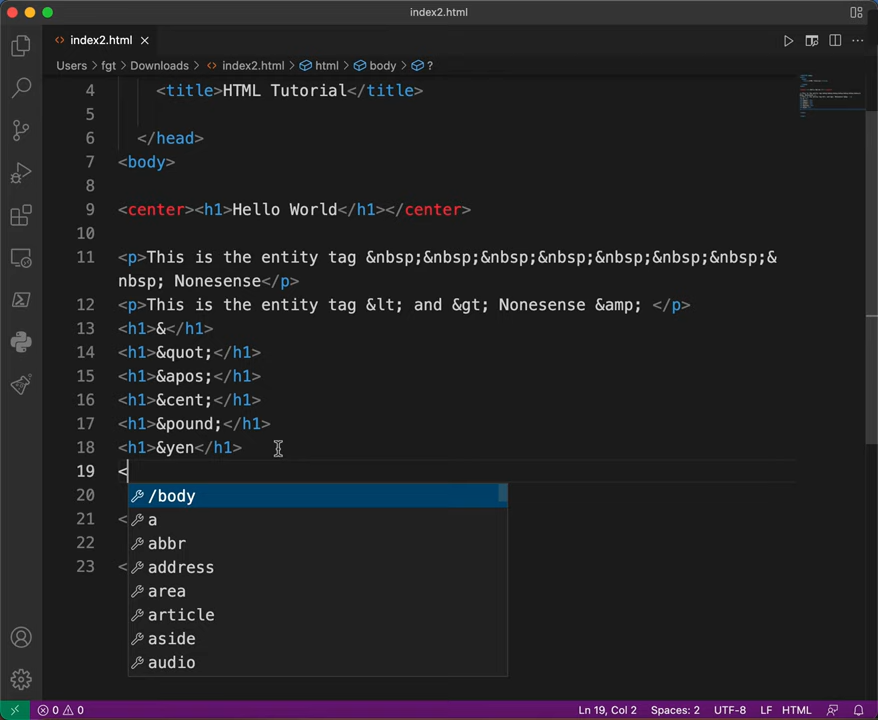 index2.html
index2.html
Users > fgt > Downloads > index2.html > html > body > ?
4 <title>HTML Tutorial</title>
5
6 </head>
7 <body>
8
9 <center><h1>Hello World</h1></center>
10
11 <p>This is the entity tag &nbsp;&nbsp;&nbsp;&nbsp;&nbsp;&nbsp;&nbsp;&
nbsp; Nonesense</p>
12 <p>This is the entity tag &lt; and &gt; Nonesense &amp; </p>
13 <h1>&</h1>
14 <h1>&quot;</h1>
15 <h1>&apos;</h1>
16 <h1>&cent;</h1>
17 <h1>&pound;</h1>
18 <h1>&yen</h1>
19 <
20 /body
21 < a
22 abbr
address
23 <
area
article
aside
audio
0 0 Ln 19, Col 2 Spaces: 2 UTF-8 LF HTML